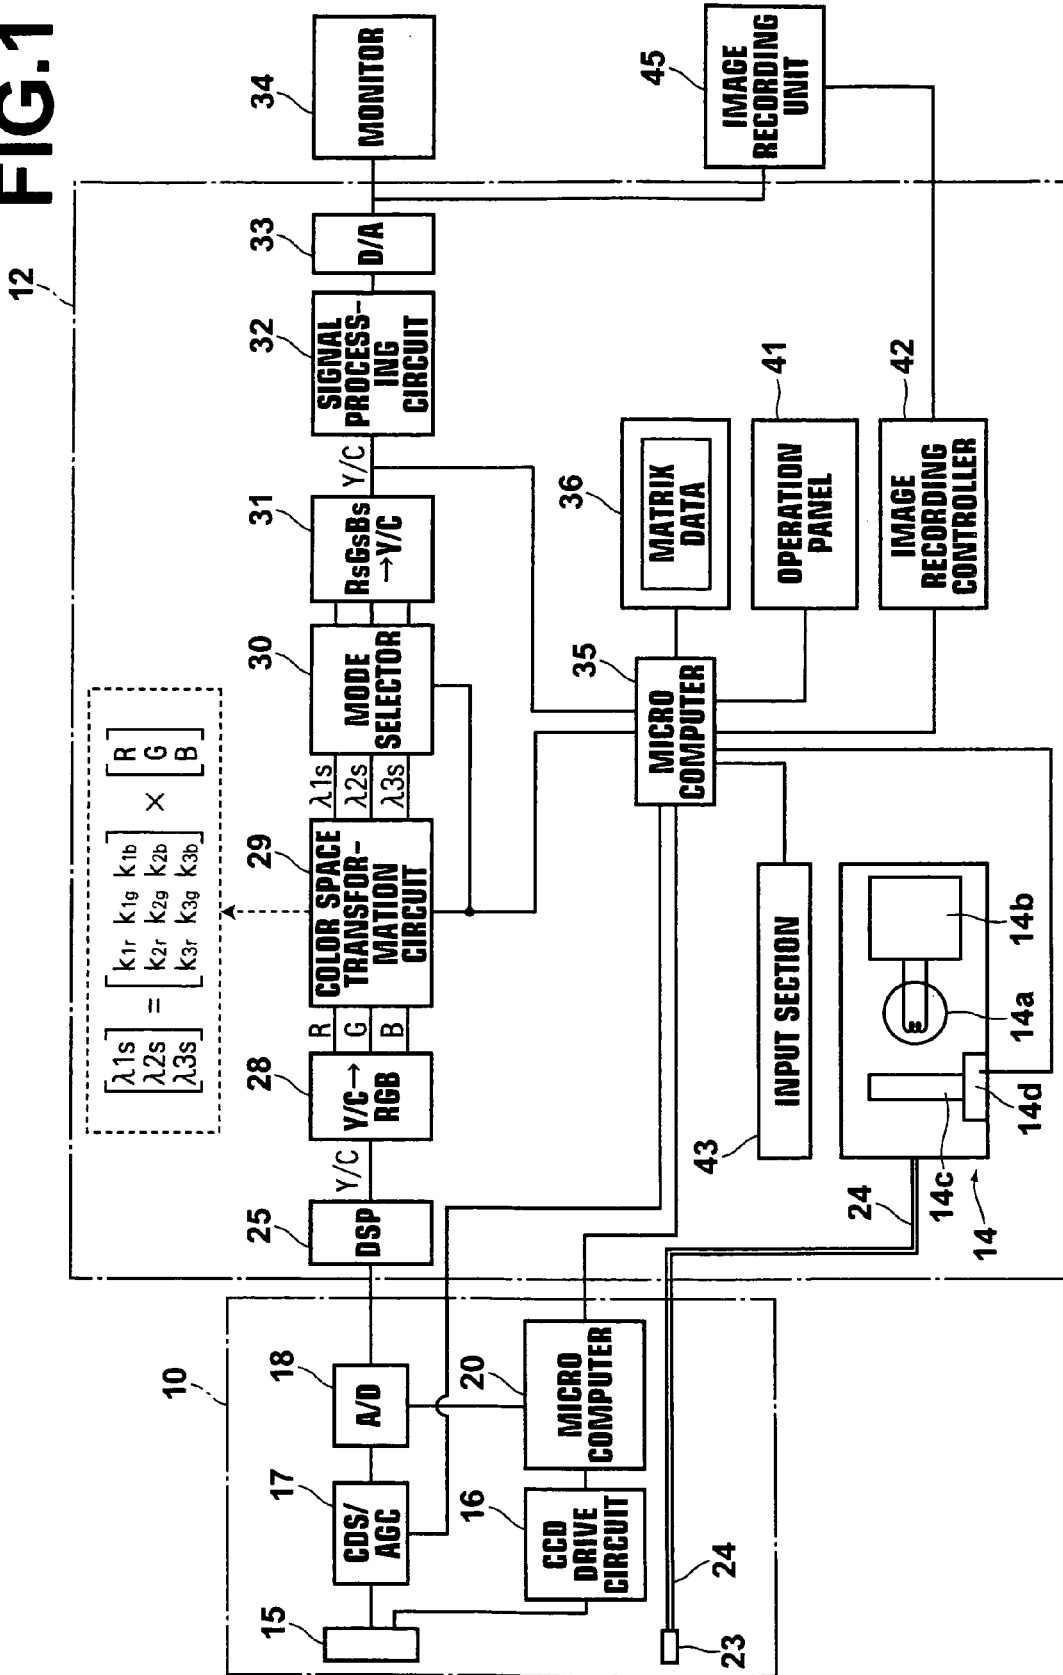 FIG.1
12
[λ1s λ2s λ3s] = [k1r k1g k1b
k2r k2g k2b
k3r k3g k3b] × [R G B]
10
15
17
CDS/
AGC
18
A/D
25
DSP
Y/C
28
Y/C→
RGB
R
G
B
29
COLOR SPACE
TRANSFOR-
MATION
CIRCUIT
λ1s
λ2s
λ3s
30
MODE
SELECTOR
31
RsGsBs
→Y/C
Y/C
32
SIGNAL
PROCESS-
ING
CIRCUIT
33
D/A
34
MONITOR
16
CCD
DRIVE
CIRCUIT
20
MICRO
COMPUTER
35
MICRO
COMPUTER
36
MATRIX
DATA
41
OPERATION
PANEL
42
IMAGE
RECORDING
CONTROLLER
45
IMAGE
RECORDING
UNIT
43
INPUT SECTION
23
24
24
14
14c
14d
14a
14b